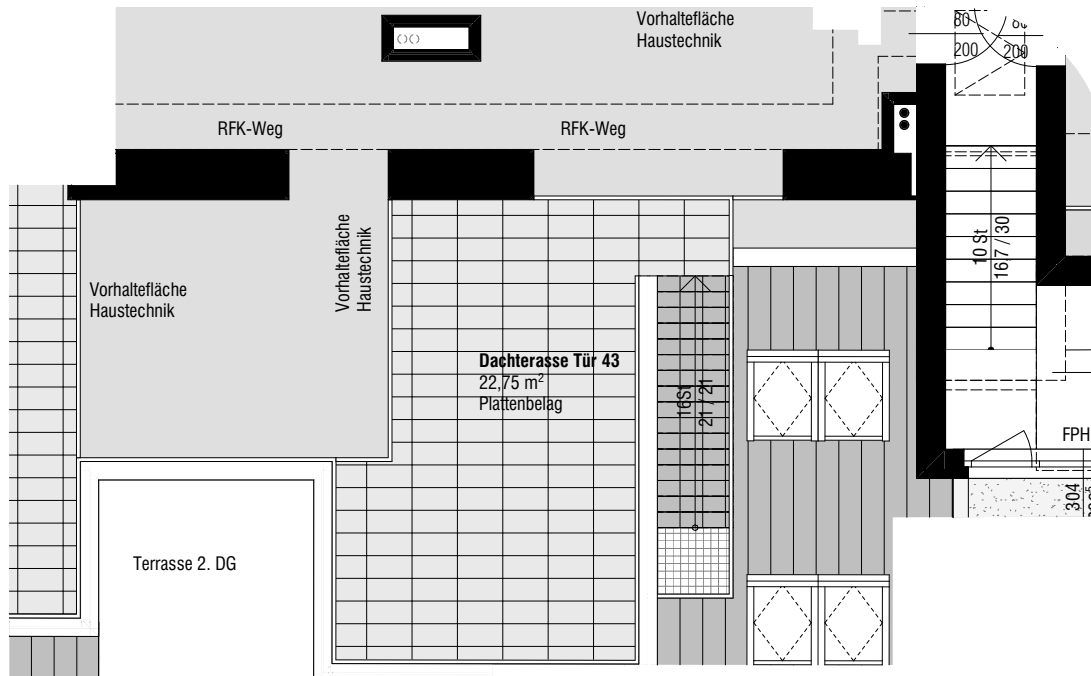 Vorhaltefläche
Haustechnik
80
200
200
RFK-Weg
RFK-Weg
Vorhaltefläche
Haustechnik
10 St
16,7 / 30
Vorhaltefläche
Haustechnik
Dachterasse Tür 43
22,75 m²
Plattenbelag
16St
21 / 21
FPH
304
Terrasse 2. DG